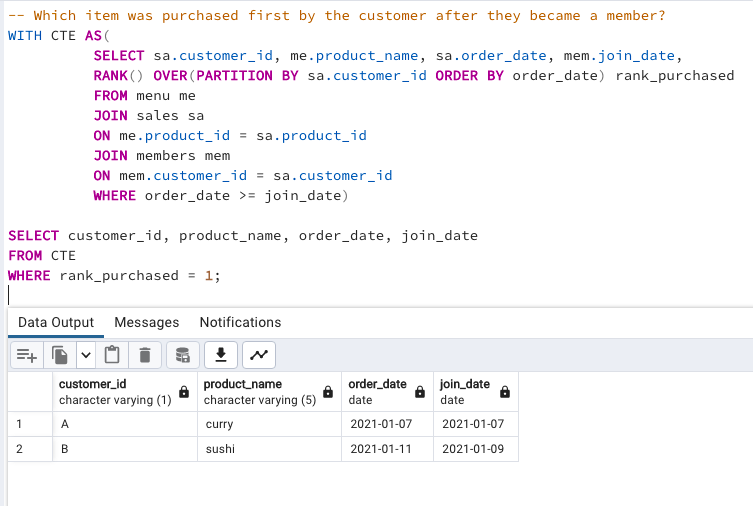 -- Which item was purchased first by the customer after they became a member?
WITH CTE AS(
SELECT sa.customer_id, me.product_name, sa.order_date, mem.join_date,
RANK() OVER(PARTITION BY sa.customer_id ORDER BY order_date) rank_purchased
FROM menu me
JOIN sales sa
ON me.product_id = sa.product_id
JOIN members mem
ON mem.customer_id = sa.customer_id
WHERE order_date >= join_date)
SELECT customer_id, product_name, order_date, join_date
FROM CTE
WHERE rank_purchased = 1;
Data Output Messages Notifications
customer_id product_name order_date join_date
character varying (1) character varying (5) date date
1 A curry 2021-01-07 2021-01-07
2 B sushi 2021-01-11 2021-01-09